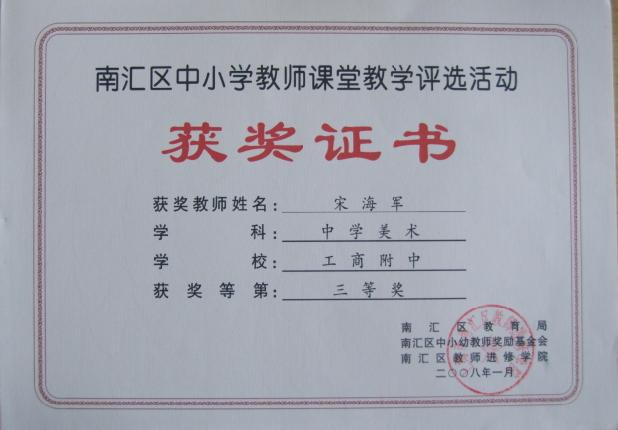 南汇区中小学教师课堂教学评选活动
获奖证书
获奖教师姓名：宋海军
学科：中学美术
学校：工商附中
获奖等第：三等奖
南汇区教育局
南汇区中小幼教师奖励基金会
南汇区教师进修学院
二〇〇八年一月